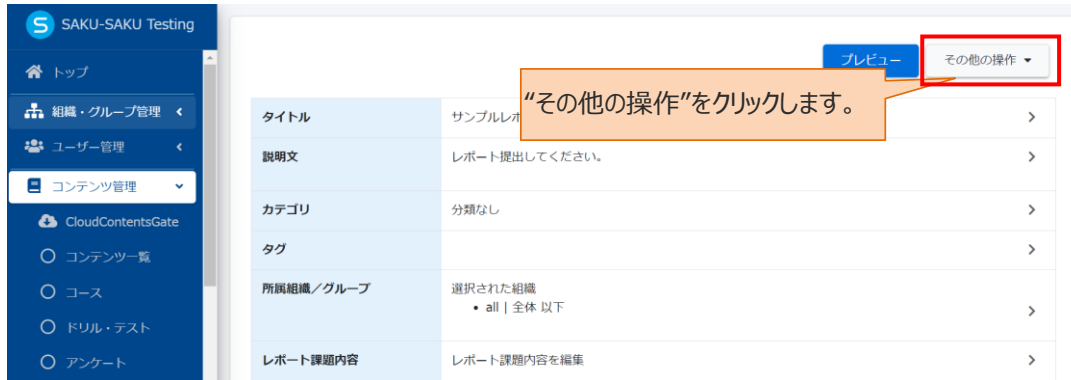 SAKU-SAKU Testing
トップ
組織・グループ管理
ユーザー管理
コンテンツ管理
CloudContentsGate
コンテンツ一覧
コース
ドリル・テスト
アンケート
プレビュー
その他の操作
“その他の操作”をクリックします。
タイトル
サンプルレポ
説明文
レポート提出してください。
カテゴリ
分類なし
タグ
所属組織／グループ
選択された組織
• all | 全体 以下
レポート課題内容
レポート課題内容を編集